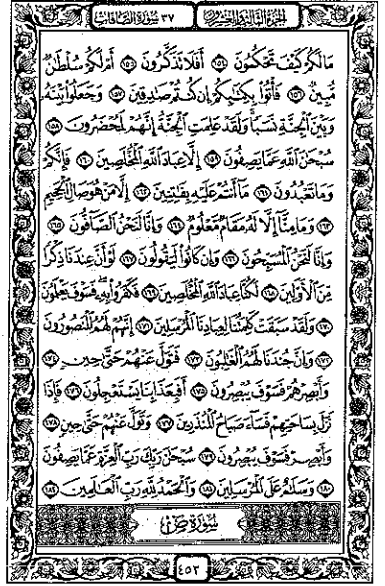 الجزء الثالث والعشرون ٣٧ سورة الصافات
مَا لَكُمْ كَيْفَ تَحْكُمُونَ ١٥٤ أَفَلَا تَذَكَّرُونَ ١٥٥ أَمْ لَكُمْ سُلْطَٰنٌ
مُّبِينٌ ١٥٦ فَأْتُوا۟ بِكِتَٰبِكُمْ إِن كُنتُمْ صَٰدِقِينَ ١٥٧ وَجَعَلُوا۟ بَيْنَهُۥ
وَبَيْنَ ٱلْجِنَّةِ نَسَبًا وَلَقَدْ عَلِمَتِ ٱلْجِنَّةُ إِنَّهُمْ لَمُحْضَرُونَ ١٥٨
سُبْحَٰنَ ٱللَّهِ عَمَّا يَصِفُونَ ١٥٩ إِلَّا عِبَادَ ٱللَّهِ ٱلْمُخْلَصِينَ ١٦٠ فَإِنَّكُمْ
وَمَا تَعْبُدُونَ ١٦١ مَآ أَنتُمْ عَلَيْهِ بِفَٰتِنِينَ ١٦٢ إِلَّا مَنْ هُوَ صَالِ ٱلْجَحِيمِ
١٦٣ وَمَا مِنَّآ إِلَّا لَهُۥ مَقَامٌ مَّعْلُومٌ ١٦٤ وَإِنَّا لَنَحْنُ ٱلصَّآفُّونَ ١٦٥
وَإِنَّا لَنَحْنُ ٱلْمُسَبِّحُونَ ١٦٦ وَإِن كَانُوا۟ لَيَقُولُونَ ١٦٧ لَوْ أَنَّ عِندَنَا ذِكْرًا
مِّنَ ٱلْأَوَّلِينَ ١٦٨ لَكُنَّا عِبَادَ ٱللَّهِ ٱلْمُخْلَصِينَ ١٦٩ فَكَفَرُوا۟ بِهِۦ فَسَوْفَ يَعْلَمُونَ
١٧٠ وَلَقَدْ سَبَقَتْ كَلِمَتُنَا لِعِبَادِنَا ٱلْمُرْسَلِينَ ١٧١ إِنَّهُمْ لَهُمُ ٱلْمَنصُورُونَ
١٧٢ وَإِنَّ جُندَنَا لَهُمُ ٱلْغَٰلِبُونَ ١٧٣ فَتَوَلَّ عَنْهُمْ حَتَّىٰ حِينٍ ١٧٤
وَأَبْصِرْهُمْ فَسَوْفَ يُبْصِرُونَ ١٧٥ أَفَبِعَذَابِنَا يَسْتَعْجِلُونَ ١٧٦ فَإِذَا
نَزَلَ بِسَاحَتِهِمْ فَسَآءَ صَبَاحُ ٱلْمُنذَرِينَ ١٧٧ وَتَوَلَّ عَنْهُمْ حَتَّىٰ حِينٍ ١٧٨
وَأَبْصِرْ فَسَوْفَ يُبْصِرُونَ ١٧٩ سُبْحَٰنَ رَبِّكَ رَبِّ ٱلْعِزَّةِ عَمَّا يَصِفُونَ
١٨٠ وَسَلَٰمٌ عَلَى ٱلْمُرْسَلِينَ ١٨١ وَٱلْحَمْدُ لِلَّهِ رَبِّ ٱلْعَٰلَمِينَ ١٨٢
سُورَةُ صٓ
٤٥٢